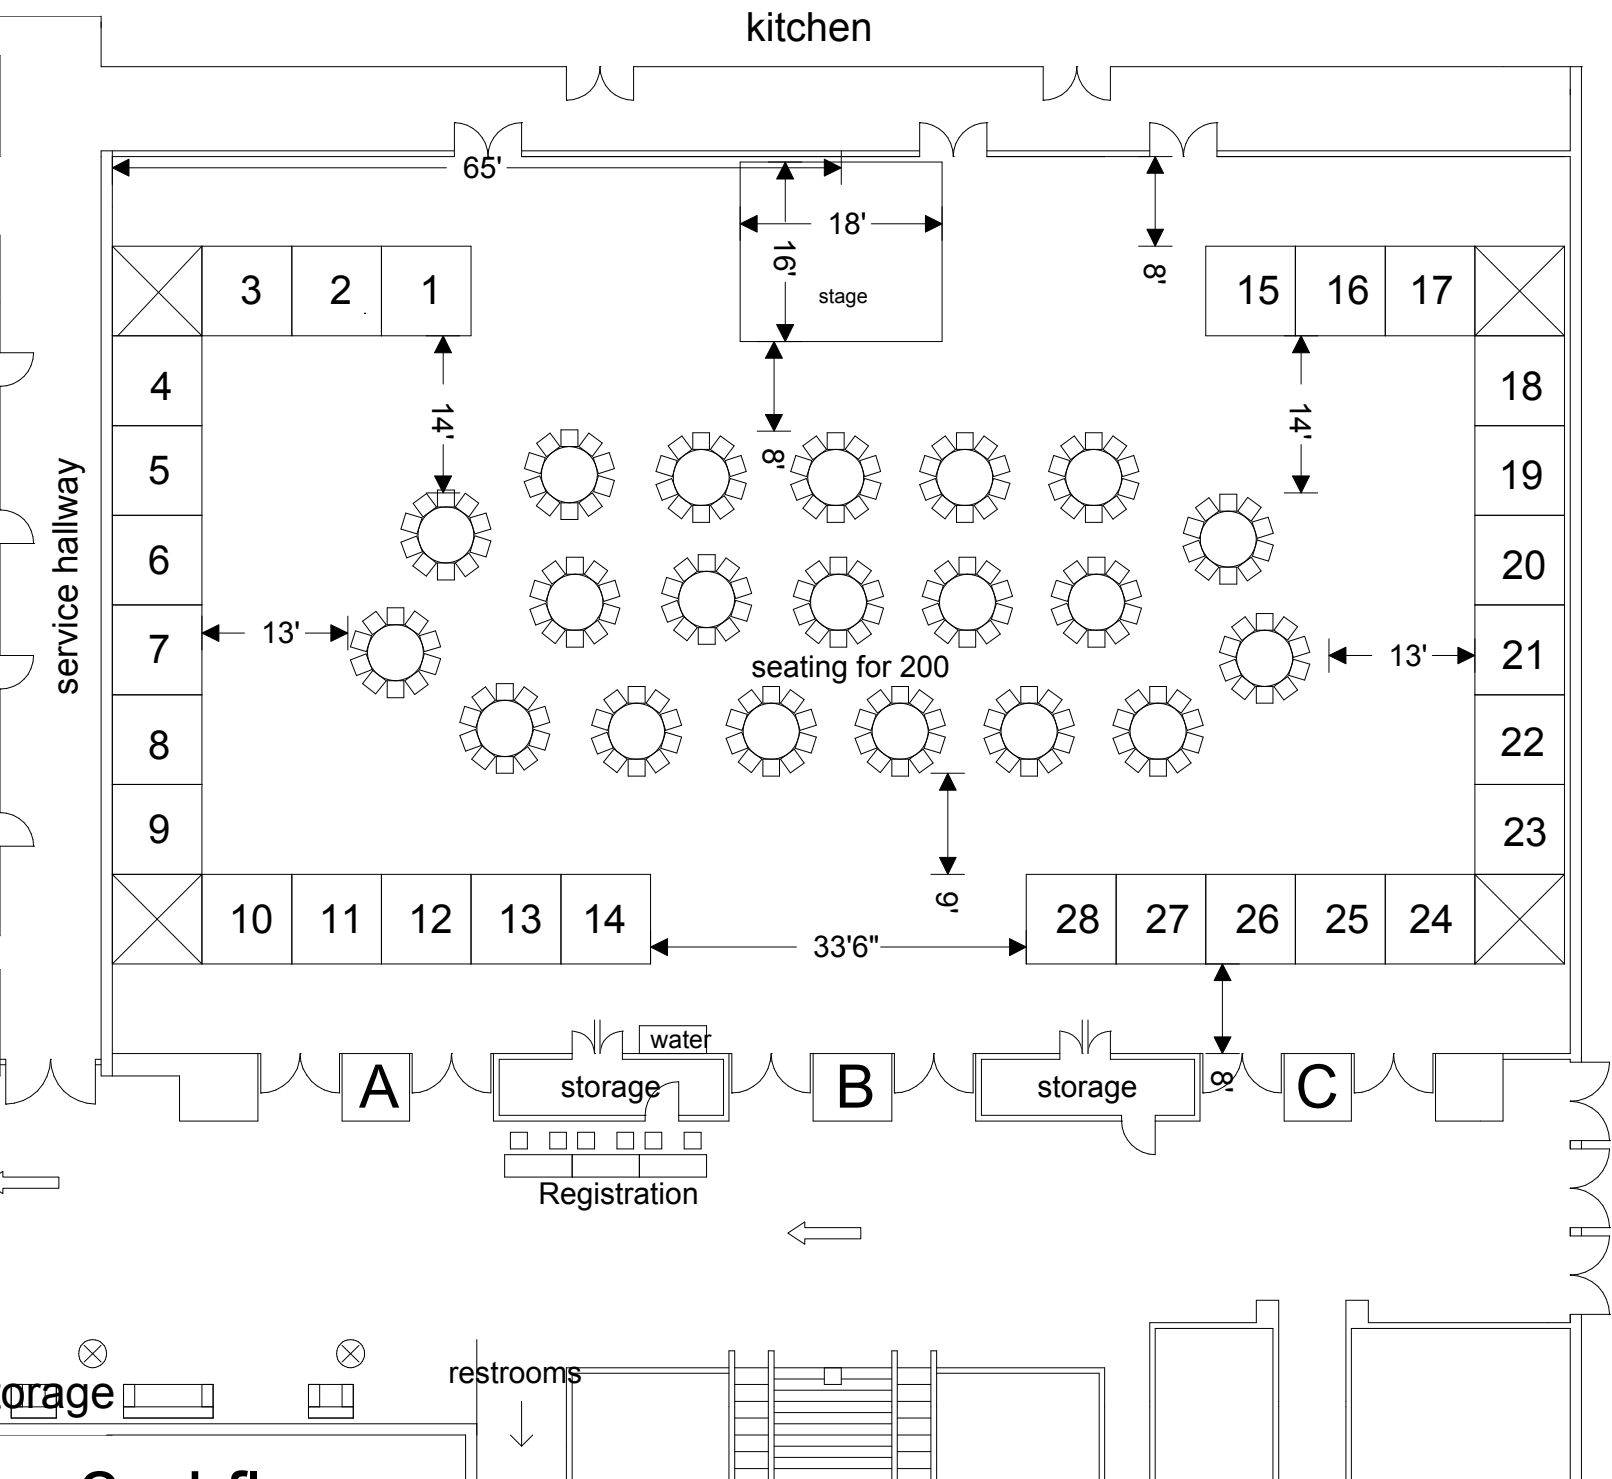 kitchen
65'
18'
16'
stage
8'
3 2 1
15 16 17
4
18
14'
14'
8'
5
19
service hallway
6
20
7
13'
seating for 200
13'
21
8
22
9
23
9'
10 11 12 13 14
33'6"
28 27 26 25 24
water
storage
storage
8'
A
B
C
Registration
restrooms